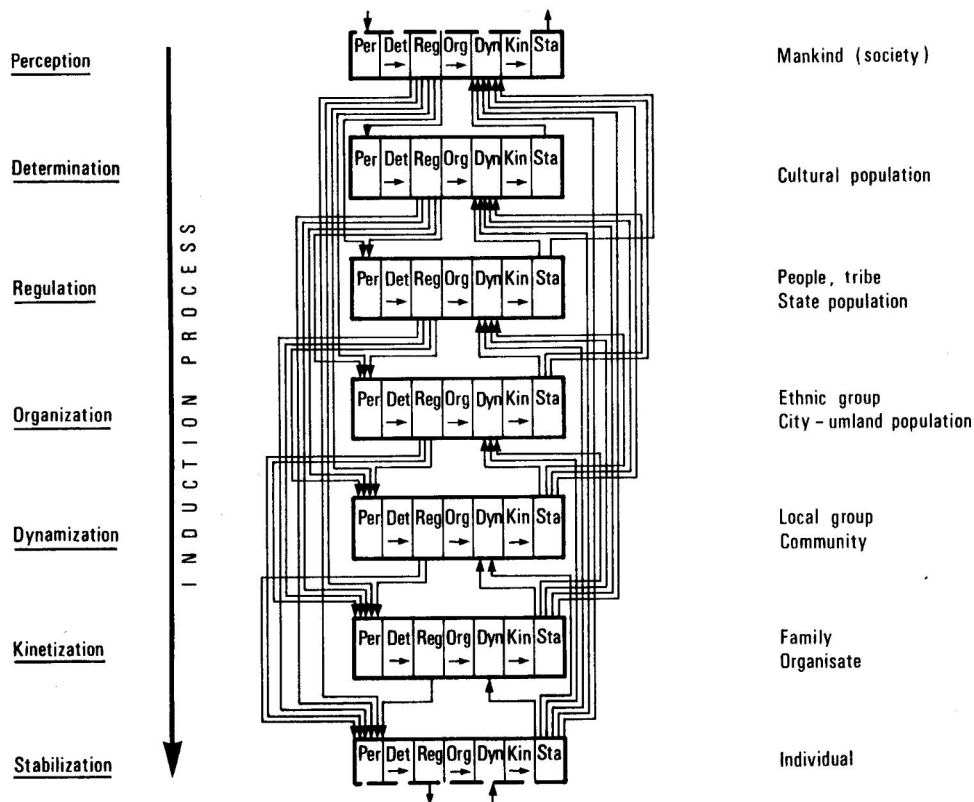 Per Det Reg Org Dyn Kin Sta
Perception
Mankind (society)
Per Det Reg Org Dyn Kin Sta
Determination
Cultural population
Per Det Reg Org Dyn Kin Sta
Regulation
People, tribe
State population
Per Det Reg Org Dyn Kin Sta
Organization
Ethnic group
City - umland population
Per Det Reg Org Dyn Kin Sta
Dynamization
Local group
Community
Per Det Reg Org Dyn Kin Sta
Kinetization
Family
Organisate
Per Det Reg Org Dyn Kin Sta
Stabilization
Individual
INDUCTION PROCESS